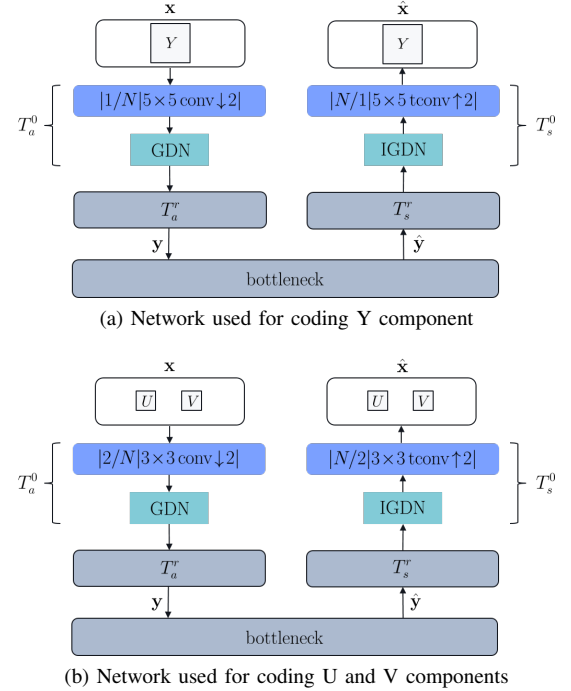 x x̂
Y Y
|1/N|5×5 conv↓2| |N/1|5×5 tconv↑2|
T_a^0 T_s^0
GDN IGDN
T_a^r T_s^r
y ŷ
bottleneck
(a) Network used for coding Y component
x x̂
U V U V
|2/N|3×3 conv↓2| |N/2|3×3 tconv↑2|
T_a^0 T_s^0
GDN IGDN
T_a^r T_s^r
y ŷ
bottleneck
(b) Network used for coding U and V components